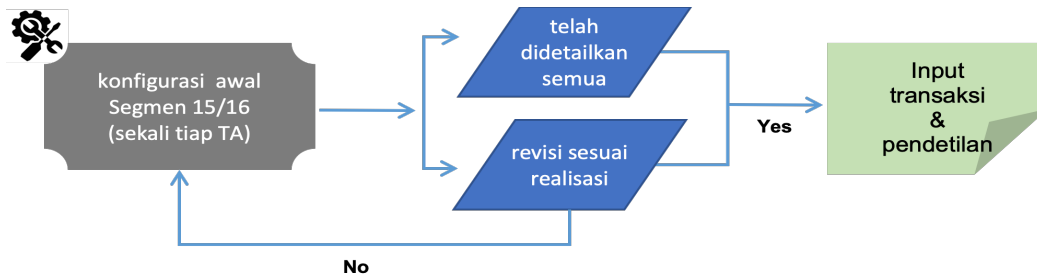 konfigurasi awal
Segmen 15/16
(sekali tiap TA)
telah
didetailkan
semua
revisi sesuai
realisasi
Yes
No
Input
transaksi
&
pendetilan